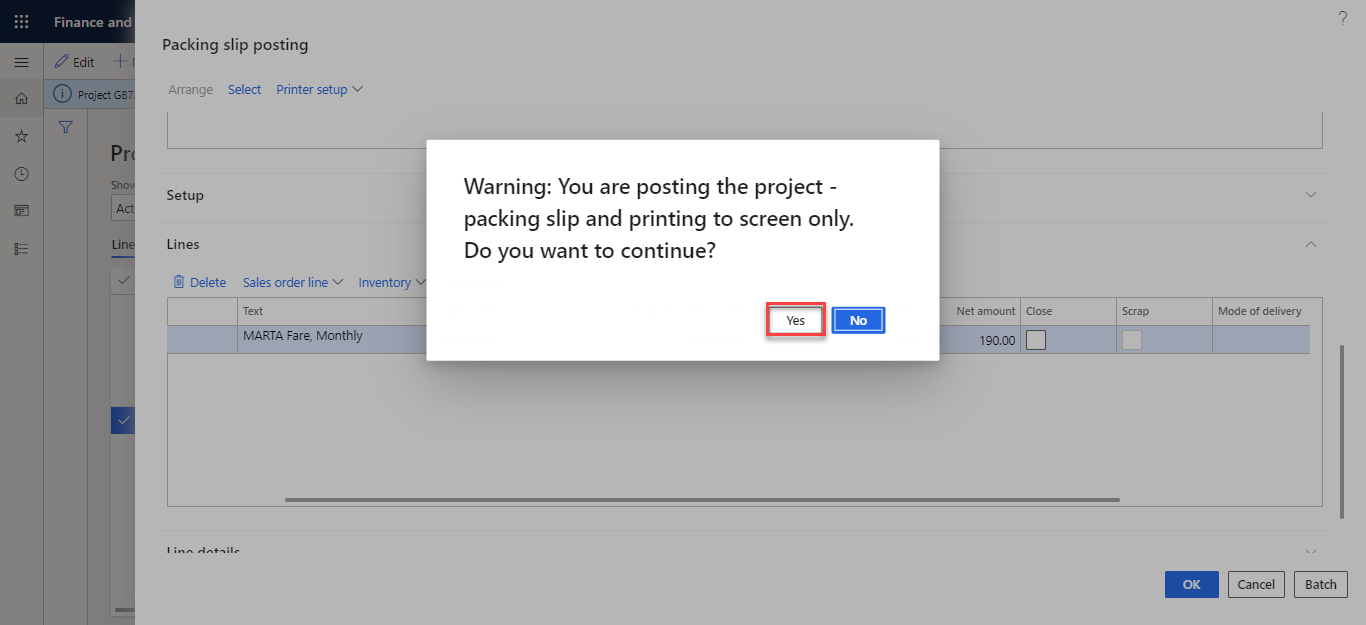 Finance and
?
Packing slip posting
Edit
Arrange
Select
Printer setup
Project GB7
Pro
Show
Act
Line
Setup
Lines
Delete
Sales order line
Inventory
Text
Net amount
Close
Scrap
Mode of delivery
MARTA Fare, Monthly
190.00
Warning: You are posting the project -
packing slip and printing to screen only.
Do you want to continue?
Yes
No
Line details
OK
Cancel
Batch